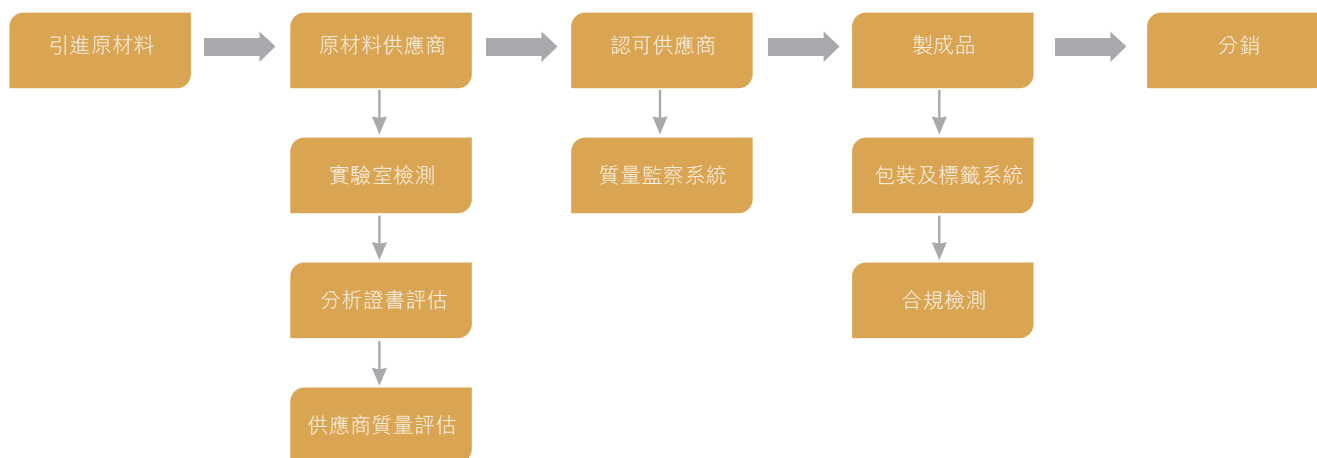 引進原材料
原材料供應商
認可供應商
製成品
分銷
實驗室檢測
質量監察系統
包裝及標籤系統
分析證書評估
合規檢測
供應商質量評估